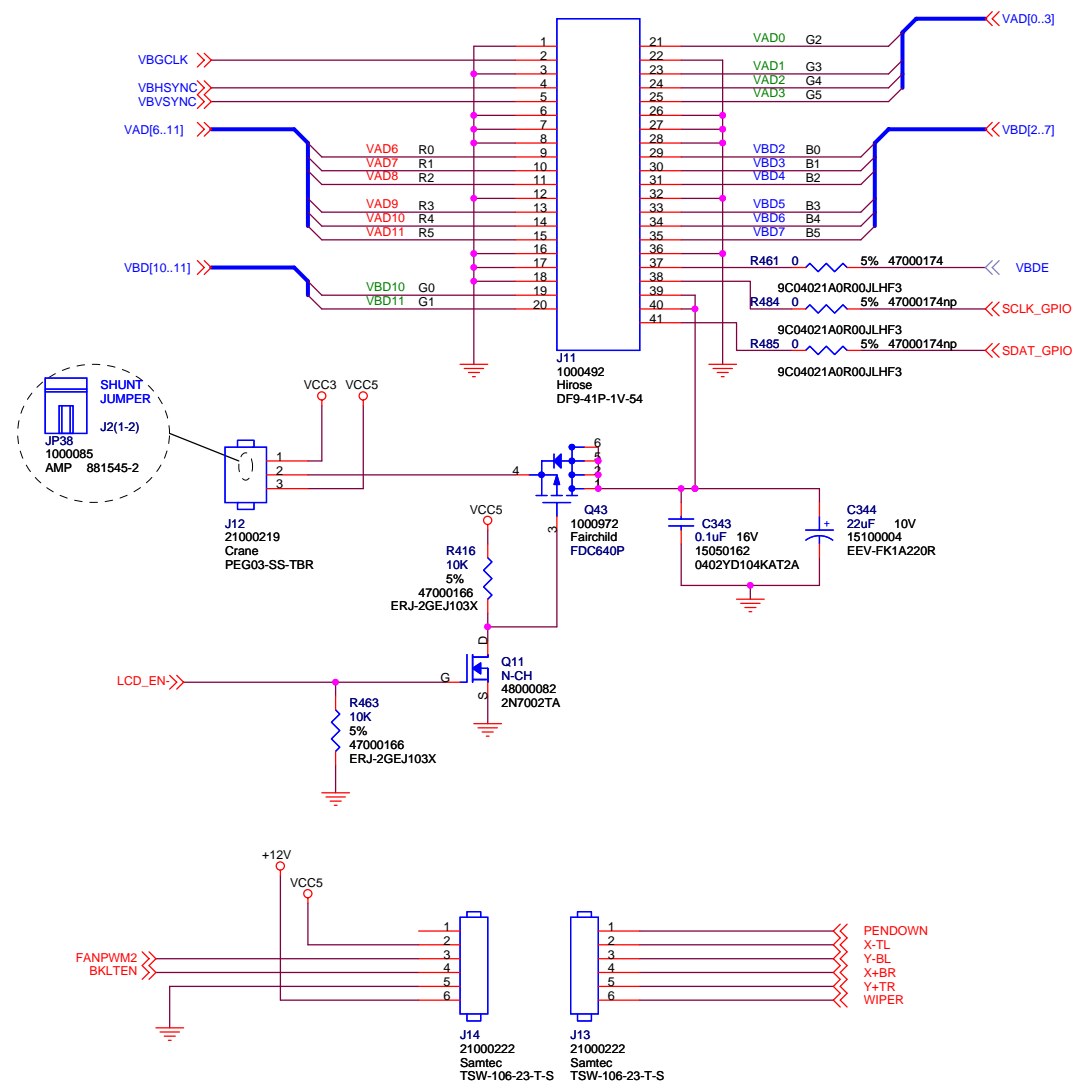 VBGCLK
VBHSYNC
VBVSYNC
VAD[6..11]
VAD6 R0
VAD7 R1
VAD8 R2
VAD9 R3
VAD10 R4
VAD11 R5
VBD[10..11]
VBD10 G0
VBD11 G1
1
2
3
4
5
6
7
8
9
10
11
12
13
14
15
16
17
18
19
20
21
22
23
24
25
26
27
28
29
30
31
32
33
34
35
36
37
38
39
40
41
VAD0 G2
VAD1 G3
VAD2 G4
VAD3 G5
VAD[0..3]
VBD2 B0
VBD3 B1
VBD4 B2
VBD5 B3
VBD6 B4
VBD7 B5
VBD[2..7]
R461 0 5% 47000174
9C04021A0R00JLHF3
VBDE
R484 0 5% 47000174np
9C04021A0R00JLHF3
SCLK_GPIO
R485 0 5% 47000174np
9C04021A0R00JLHF3
SDAT_GPIO
J11
1000492
Hirose
DF9-41P-1V-54
SHUNT
JUMPER
J2(1-2)
JP38
1000085
AMP 881545-2
VCC3 VCC5
1
2
3
J12
21000219
Crane
PEG03-SS-TBR
4
6
5
2
1
3
Q43
1000972
Fairchild
FDC640P
C343
0.1uF 16V
15050162
0402YD104KAT2A
C344
22uF 10V
15100004
EEV-FK1A220R
+
VCC5
R416
10K
5%
47000166
ERJ-2GEJ103X
D
G
S
Q11
N-CH
48000082
2N7002TA
LCD_EN-
R463
10K
5%
47000166
ERJ-2GEJ103X
+12V
VCC5
FANPWM2
BKLTEN
1
2
3
4
5
6
J14
21000222
Samtec
TSW-106-23-T-S
1
2
3
4
5
6
J13
21000222
Samtec
TSW-106-23-T-S
PENDOWN
X-TL
Y-BL
X+BR
Y+TR
WIPER